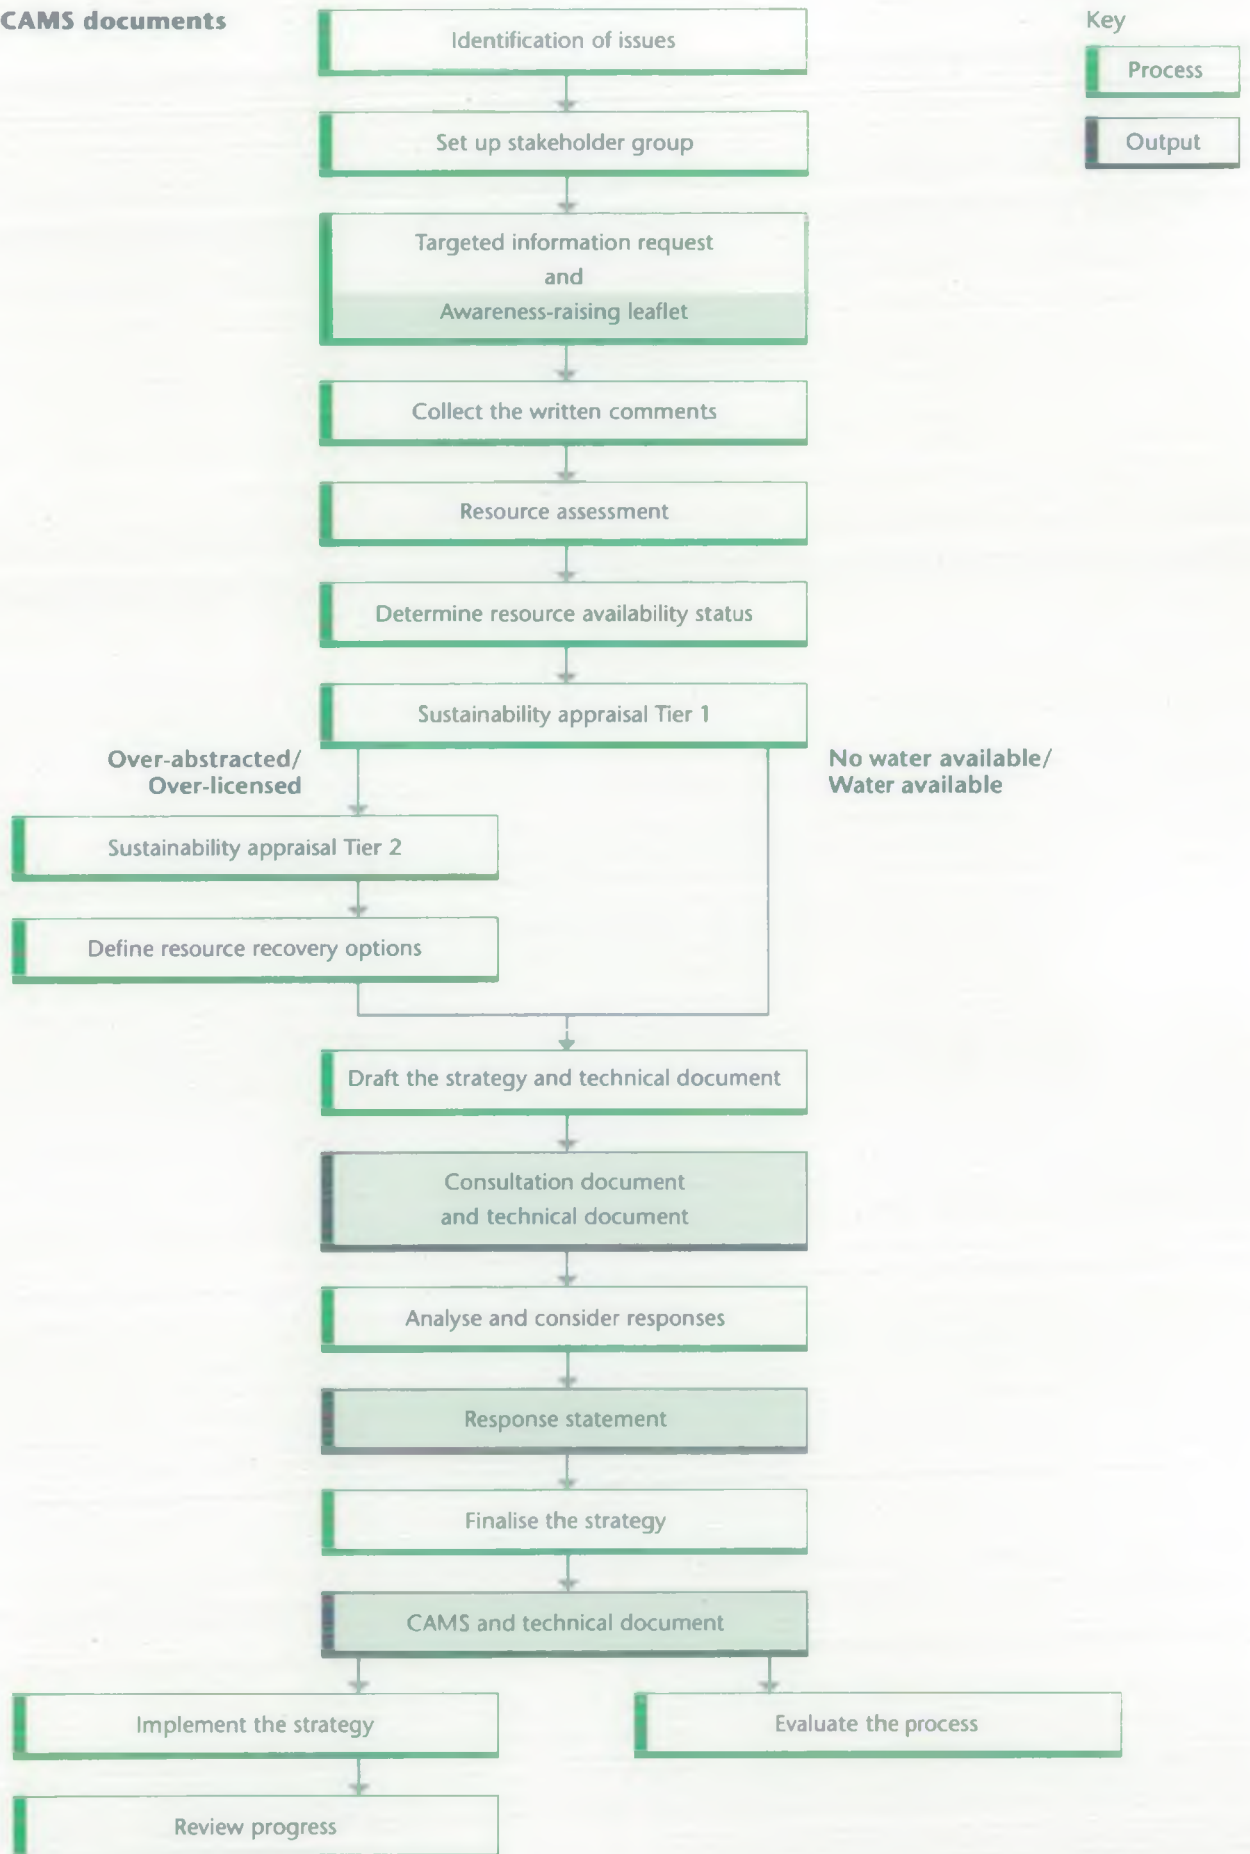 CAMS documents
Key
Process
Output
Identification of issues
Set up stakeholder group
Targeted information request
and
Awareness-raising leaflet
Collect the written comments
Resource assessment
Determine resource availability status
Sustainability appraisal Tier 1
Over-abstracted/
Over-licensed
No water available/
Water available
Sustainability appraisal Tier 2
Define resource recovery options
Draft the strategy and technical document
Consultation document
and technical document
Analyse and consider responses
Response statement
Finalise the strategy
CAMS and technical document
Implement the strategy
Evaluate the process
Review progress